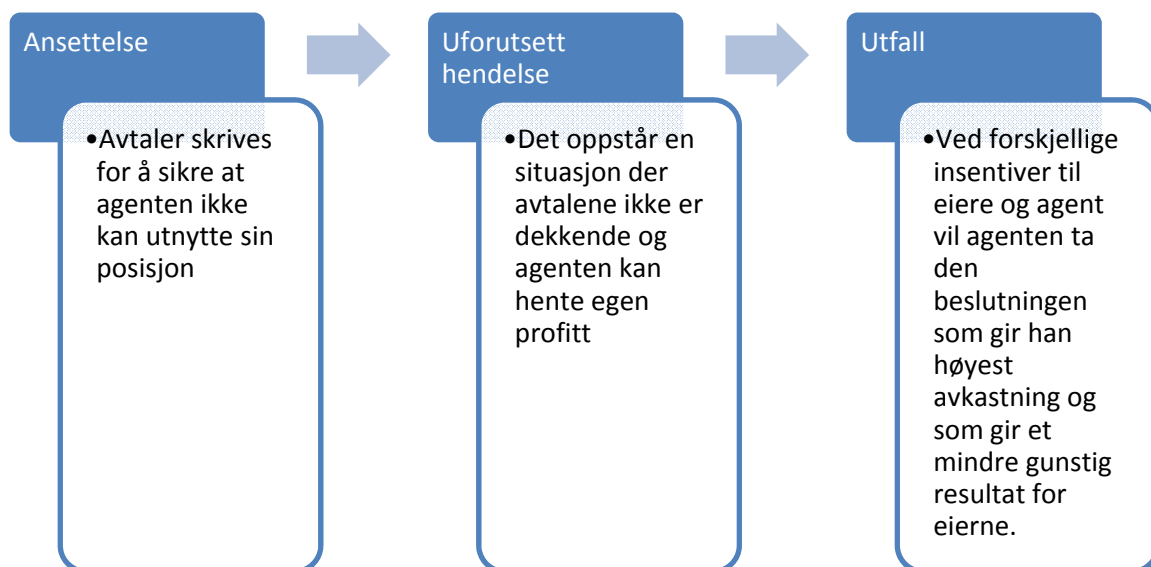 Ansettelse
•Avtaler skrives
for å sikre at
agenten ikke
kan utnytte sin
posisjon
Uforutsett
hendelse
•Det oppstår en
situasjon der
avtalene ikke er
dekkende og
agenten kan
hente egen
profitt
Utfall
•Ved forskjellige
insentiver til
eiere og agent
vil agenten ta
den
beslutningen
som gir han
høyest
avkastning og
som gir et
mindre gunstig
resultat for
eierne.